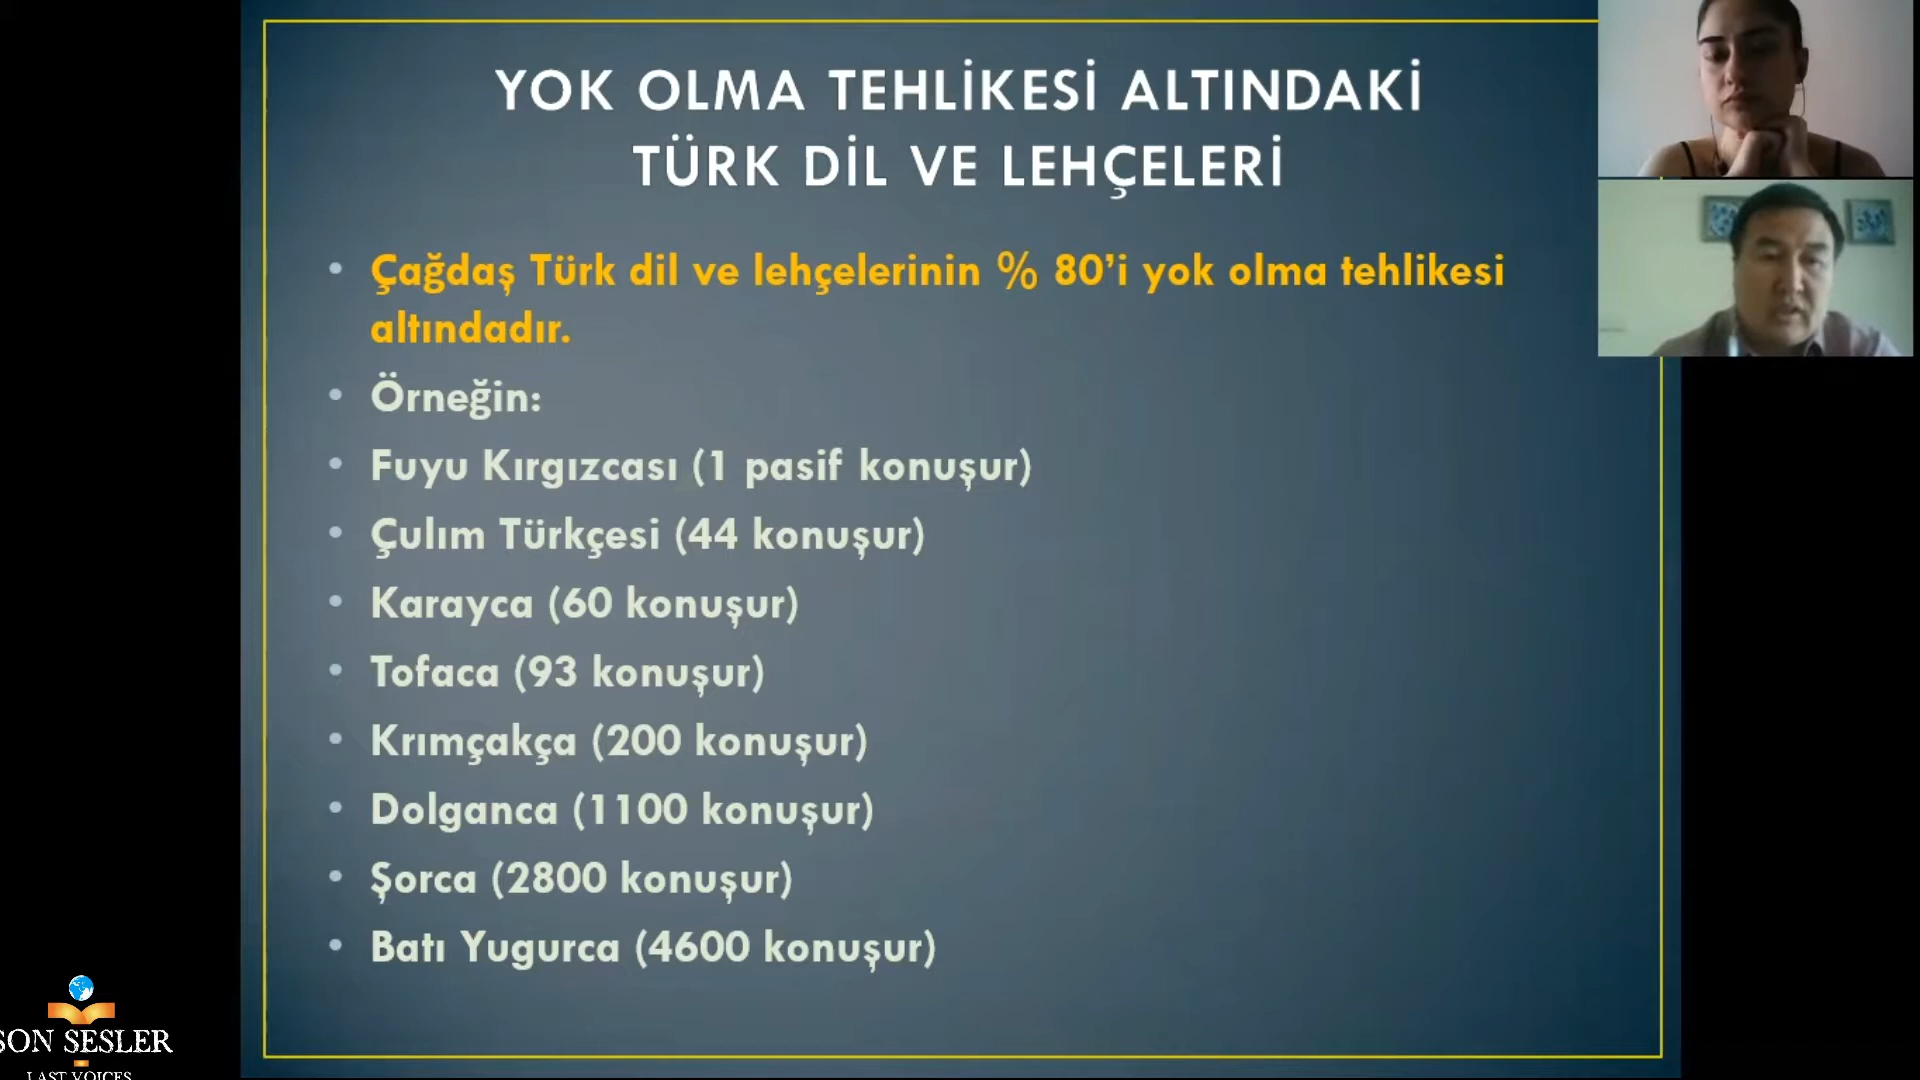 YOK OLMA TEHLİKESİ ALTINDAKİ
TÜRK DİL VE LEHÇELERİ
• Çağdaş Türk dil ve lehçelerinin % 80’i yok olma tehlikesi
altındadır.
• Örneğin:
• Fuyu Kırgızcası (1 pasif konuşur)
• Çulım Türkçesi (44 konuşur)
• Karayca (60 konuşur)
• Tofaca (93 konuşur)
• Krımçakça (200 konuşur)
• Dolganca (1100 konuşur)
• Şorca (2800 konuşur)
• Batı Yugurca (4600 konuşur)
SON SESLER
LAST VOICES